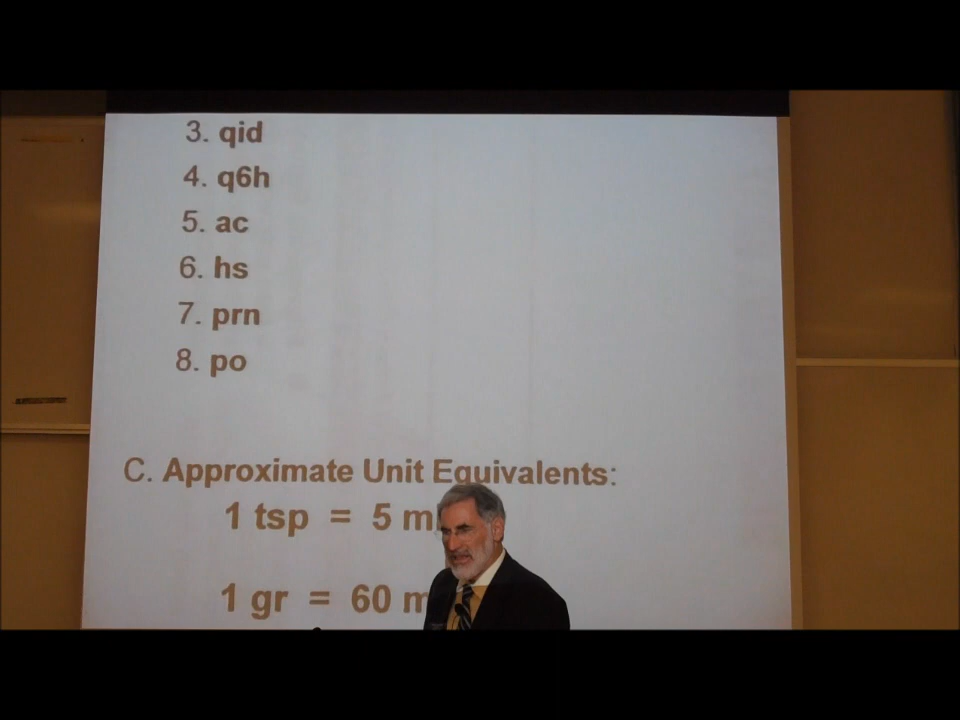 3. qid
4. q6h
5. ac
6. hs
7. prn
8. po
C. Approximate Unit Equivalents:
1 tsp = 5
1 gr = 60